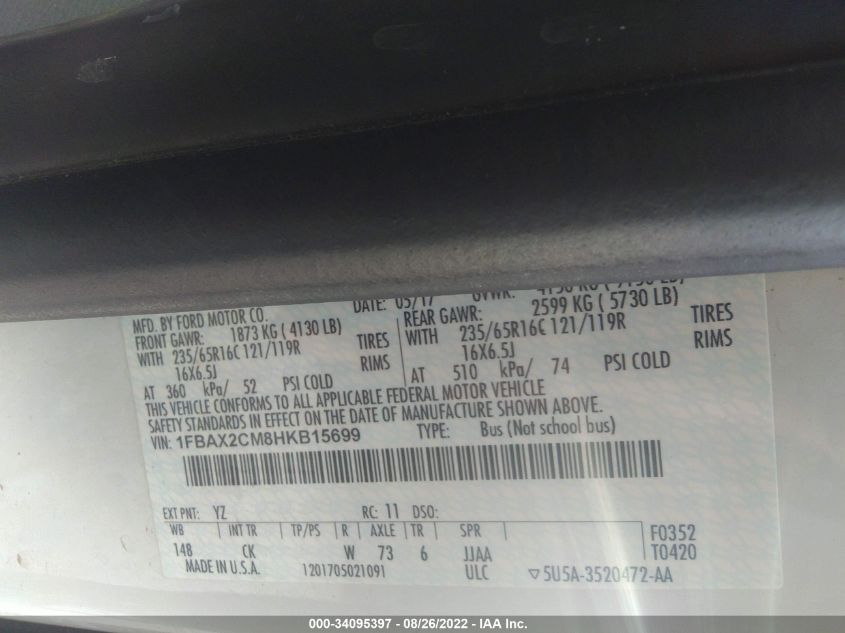 MFD. BY FORD MOTOR CO. DATE: 05/17 GVWR:
FRONT GAWR: 1873 KG ( 4130 LB) REAR GAWR: 2599 KG ( 5730 LB)
WITH 235/65R16C 121/119R TIRES WITH 235/65R16C 121/119R TIRES
16X6.5J RIMS 16X6.5J RIMS
AT 360 kPa/ 52 PSI COLD AT 510 kPa/ 74 PSI COLD
THIS VEHICLE CONFORMS TO ALL APPLICABLE FEDERAL MOTOR VEHICLE
SAFETY STANDARDS IN EFFECT ON THE DATE OF MANUFACTURE SHOWN ABOVE.
VIN: 1FBAX2CM8HKB15699 TYPE: Bus (Not school bus)
EXT PNT: YZ RC: 11 DSO:
WB INT TR TP/PS R AXLE TR SPR F0352
148 CK W 73 6 JJAA T0420
MADE IN U.S.A. 1201705021091 ULC ▽5U5A-3520472-AA
000-34095397 - 08/26/2022 - IAA Inc.